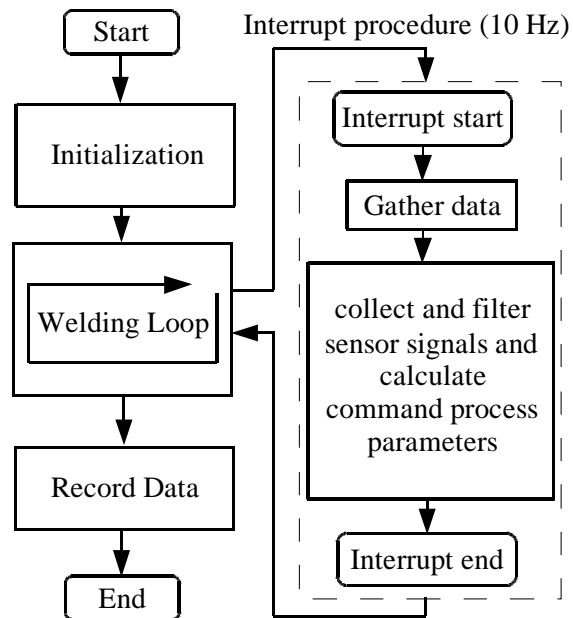 Start
Initialization
Welding Loop
Record Data
End
Interrupt procedure (10 Hz)
Interrupt start
Gather data
collect and filter
sensor signals and
calculate
command process
parameters
Interrupt end